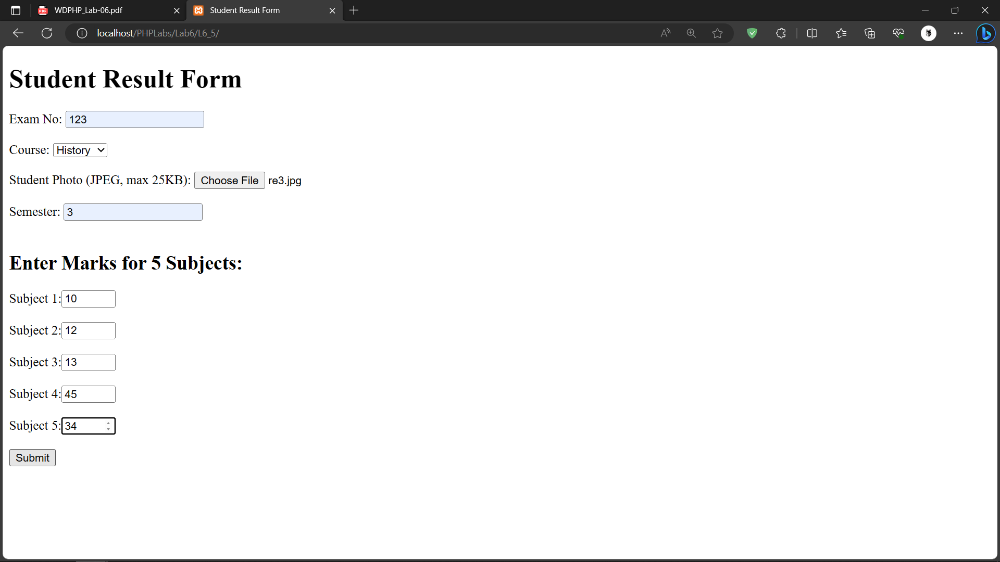 WDPHP_Lab-06.pdf
Student Result Form
localhost/PHPLabs/Lab6/L6_5/
Student Result Form
Exam No: 123
Course: History
Student Photo (JPEG, max 25KB): Choose File re3.jpg
Semester: 3
Enter Marks for 5 Subjects:
Subject 1: 10
Subject 2: 12
Subject 3: 13
Subject 4: 45
Subject 5: 34
Submit